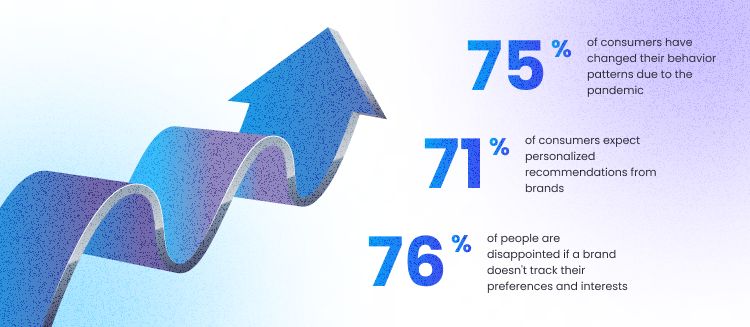 75%
of consumers have
changed their behavior
patterns due to the
pandemic
71%
of consumers expect
personalized
recommendations from
brands
76%
of people are
disappointed if a brand
doesn't track their
preferences and interests